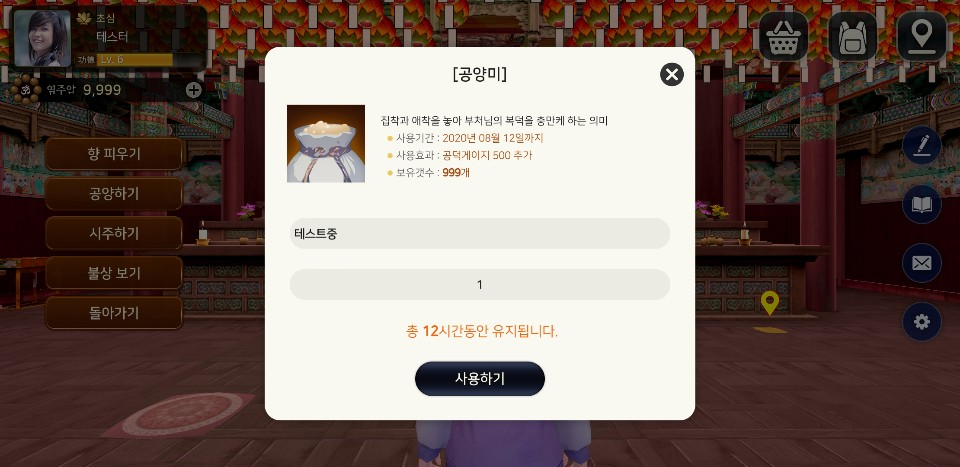 초심
테스터
功德 Lv. 6
ॐ 염주알 9,999
향 피우기
공양하기
시주하기
불상 보기
돌아가기
[공양미]
집착과 애착을 놓아 부처님의 복덕을 충만케 하는 의미
사용기간 : 2020년 08월 12일까지
사용효과 : 공덕게이지 500 추가
보유갯수 : 999개
테스트중
1
총 12시간동안 유지됩니다.
사용하기